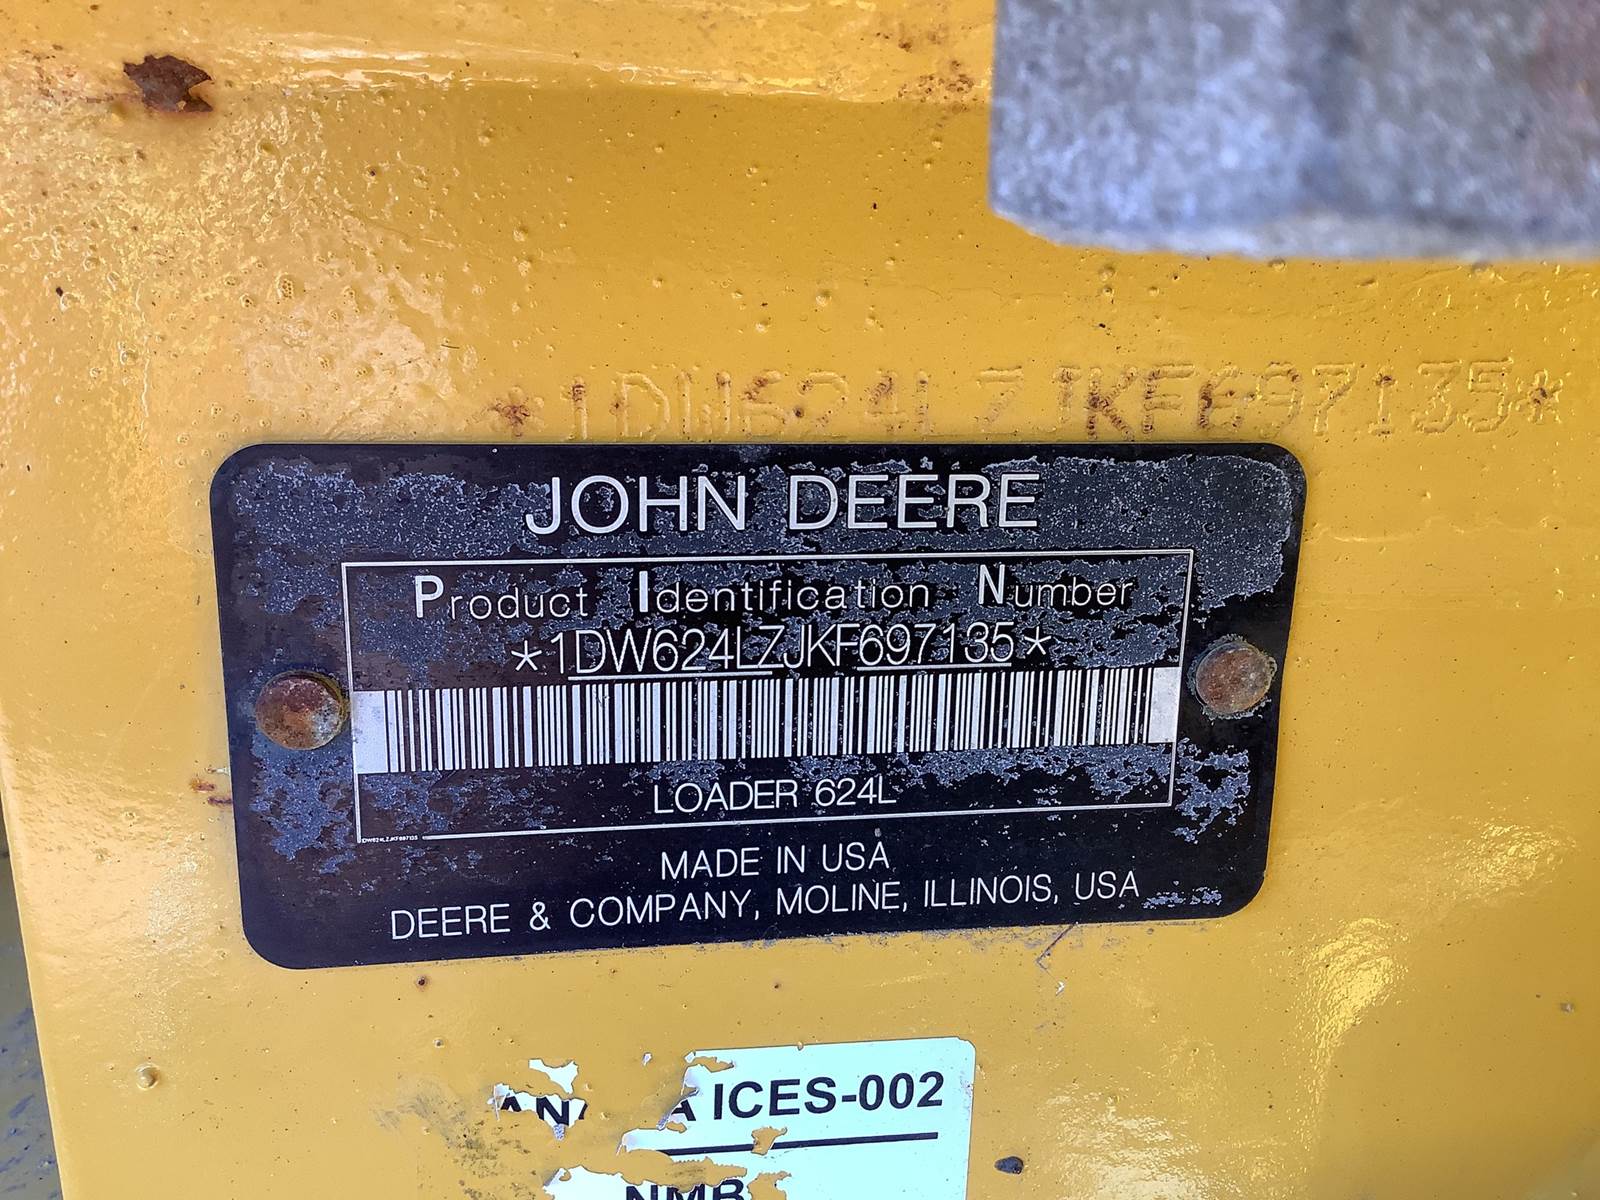 *1DW624LZJKF697135*
JOHN DEERE
Product Identification Number
*1DW624LZJKF697135*
LOADER 624L
1DW624LZJKF697135
MADE IN USA
DEERE & COMPANY, MOLINE, ILLINOIS, USA
ICES-002